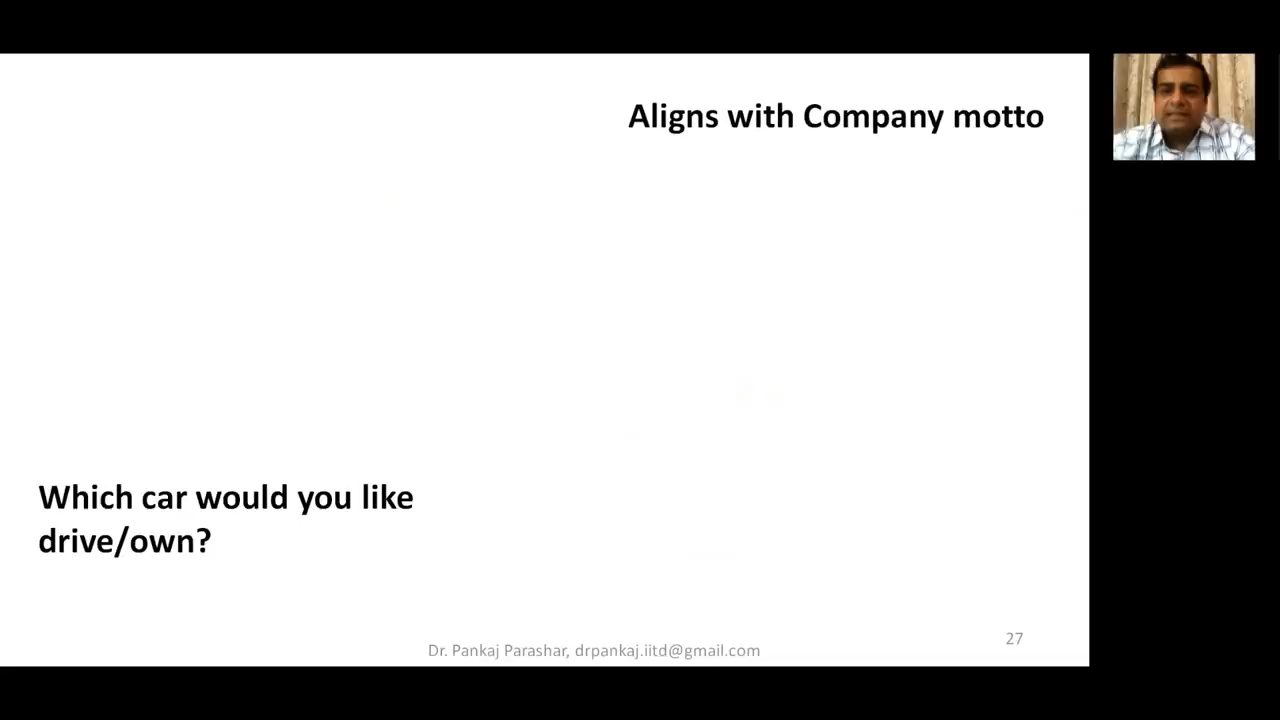 Aligns with Company motto
Which car would you like
drive/own?
Dr. Pankaj Parashar, drpankaj.iitd@gmail.com
27